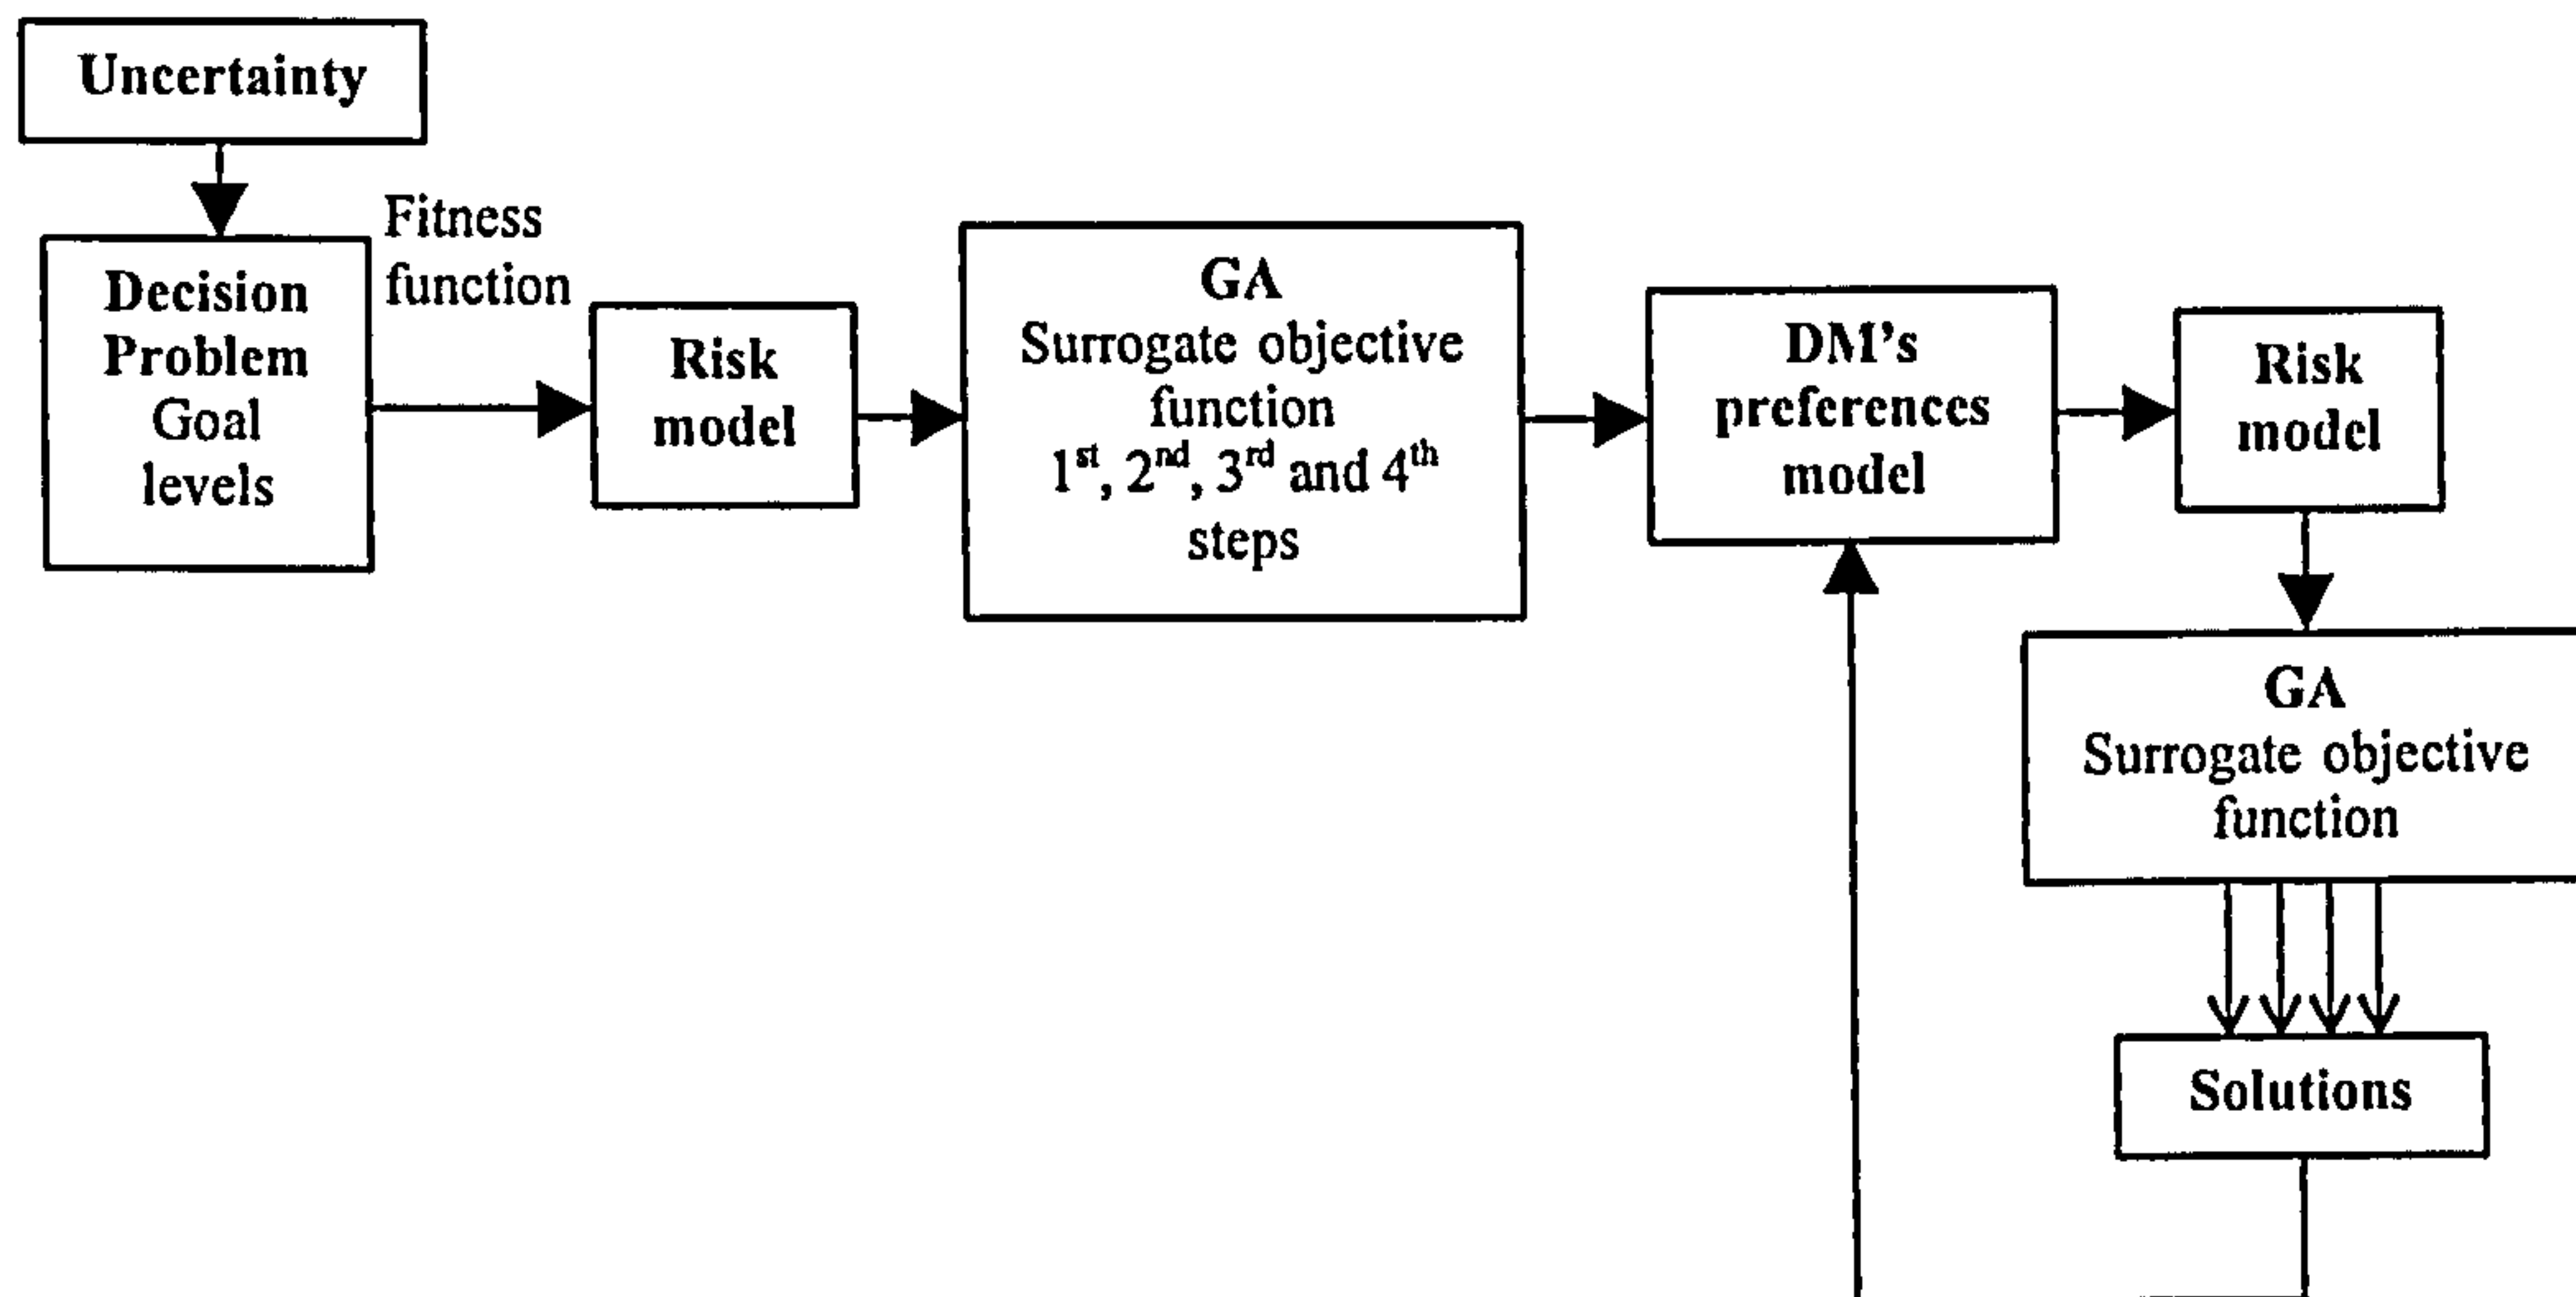 Uncertainty
Fitness
function
Decision
Problem
Goal
levels
Risk
model
GA
Surrogate objective
function
1st, 2nd, 3rd and 4th
steps
DM's
preferences
model
Risk
model
GA
Surrogate objective
function
Solutions